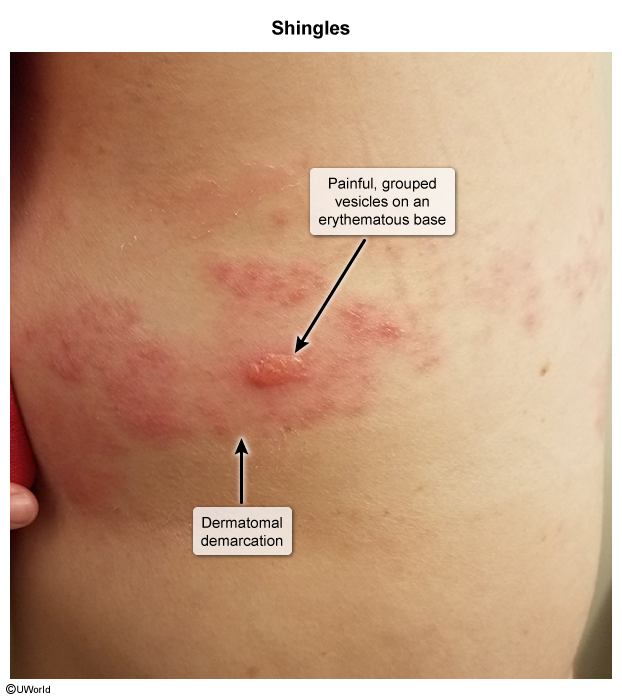 Shingles
Painful, grouped
vesicles on an
erythematous base
Dermatomal
demarcation
©UWorld